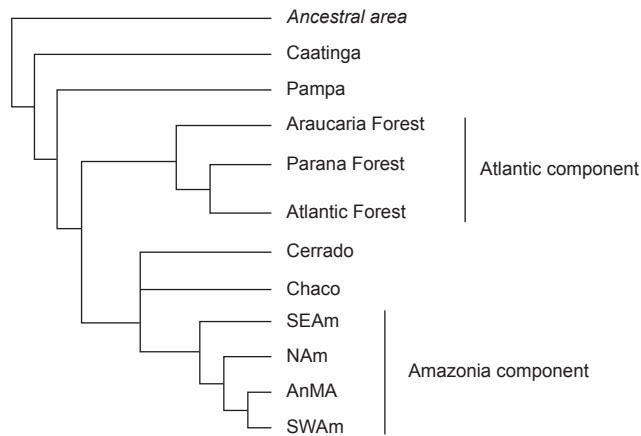 Ancestral area
Caatinga
Pampa
Araucaria Forest
Parana Forest
Atlantic component
Atlantic Forest
Cerrado
Chaco
SEAm
NAm
Amazonia component
AnMA
SWAm